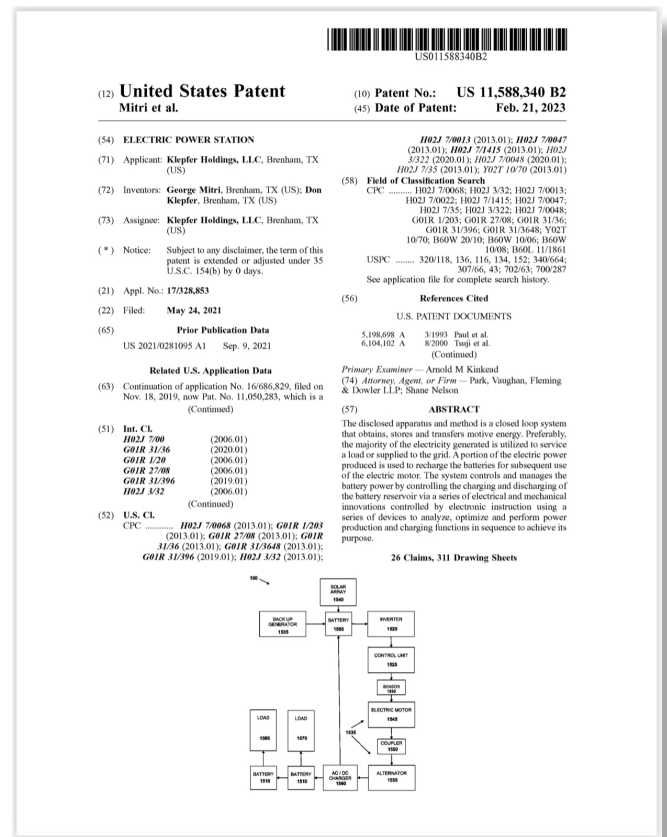 US011588340B2
(12) United States Patent
Mitri et al.
(10) Patent No.: US 11,588,340 B2
(45) Date of Patent: Feb. 21, 2023
(54) ELECTRIC POWER STATION
(71) Applicant: Klepfer Holdings, LLC, Brenham, TX
(US)
(72) Inventors: George Mitri, Brenham, TX (US); Don
Klepfer, Brenham, TX (US)
(73) Assignee: Klepfer Holdings, LLC, Brenham, TX
(US)
( * ) Notice: Subject to any disclaimer, the term of this
patent is extended or adjusted under 35
U.S.C. 154(b) by 0 days.
(21) Appl. No.: 17/328,853
(22) Filed: May 24, 2021
(65) Prior Publication Data
US 2021/0281095 A1 Sep. 9, 2021
Related U.S. Application Data
(63) Continuation of application No. 16/686,829, filed on
Nov. 18, 2019, now Pat. No. 11,050,283, which is a
(Continued)
(51) Int. Cl.
H02J 7/00 (2006.01)
G01R 31/36 (2020.01)
G01R 1/20 (2006.01)
G01R 27/08 (2006.01)
G01R 31/396 (2019.01)
H02J 3/32 (2006.01)
(Continued)
(52) U.S. Cl.
CPC ............ H02J 7/0068 (2013.01); G01R 1/203
(2013.01); G01R 27/08 (2013.01); G01R
31/36 (2013.01); G01R 31/3648 (2013.01);
G01R 31/396 (2019.01); H02J 3/32 (2013.01);
H02J 7/0013 (2013.01); H02J 7/0047
(2013.01); H02J 7/1415 (2013.01); H02J
3/322 (2020.01); H02J 7/0048 (2020.01);
H02J 7/35 (2013.01); Y02T 10/70 (2013.01)
(58) Field of Classification Search
CPC .......... H02J 7/0068; H02J 3/32; H02J 7/0013;
H02J 7/0022; H02J 7/1415; H02J 7/0047;
H02J 7/35; H02J 3/322; H02J 7/0048;
G01R 1/203; G01R 27/08; G01R 31/36;
G01R 31/396; G01R 31/3648; Y02T
10/70; B60W 20/10; B60W 10/06; B60W
10/08; B60L 11/1861
USPC ........ 320/118, 136, 116, 134, 152; 340/664;
307/66, 43; 702/63; 700/287
See application file for complete search history.
(56) References Cited
U.S. PATENT DOCUMENTS
5,198,698 A 3/1993 Paul et al.
6,104,102 A 8/2000 Tsuji et al.
(Continued)
Primary Examiner — Arnold M Kinkead
(74) Attorney, Agent, or Firm — Park, Vaughan, Fleming
& Dowler LLP; Shane Nelson
(57) ABSTRACT
The disclosed apparatus and method is a closed loop system
that obtains, stores and transfers motive energy. Preferably,
the majority of the electricity generated is utilized to service
a load or supplied to the grid. A portion of the electric power
produced is used to recharge the batteries for subsequent use
of the electric motor. The system controls and manages the
battery power by controlling the charging and discharging of
the battery reservoir via a series of electrical and mechanical
innovations controlled by electronic instruction using a
series of devices to analyze, optimize and perform power
production and charging functions in sequence to achieve its
purpose.
26 Claims, 311 Drawing Sheets
SOLAR
ARRAY
1540
BACK UP
GENERATOR
1535
BATTERY
INVERTER
1520
CONTROL UNIT
1525
SENSOR
ELECTRIC MOTOR
1545
COUPLER
1550
ALTERNATOR
1555
AC / DC
CHARGER
1560
LOAD
1565
LOAD
1570
BATTERY
1515
BATTERY
1510